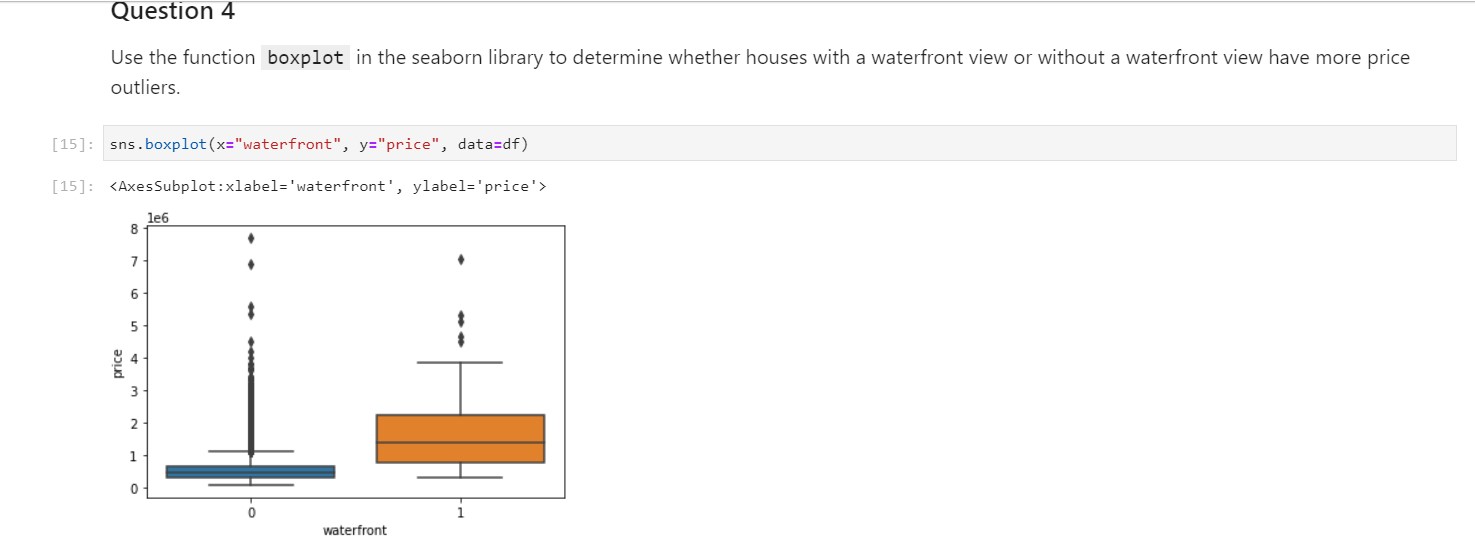 Question 4
Use the function boxplot in the seaborn library to determine whether houses with a waterfront view or without a waterfront view have more price
outliers.
[15]: sns.boxplot(x="waterfront", y="price", data=df)
[15]: <AxesSubplot:xlabel='waterfront', ylabel='price'>
1e6
8
7
6
5
4
3
2
1
0
price
0 1
waterfront